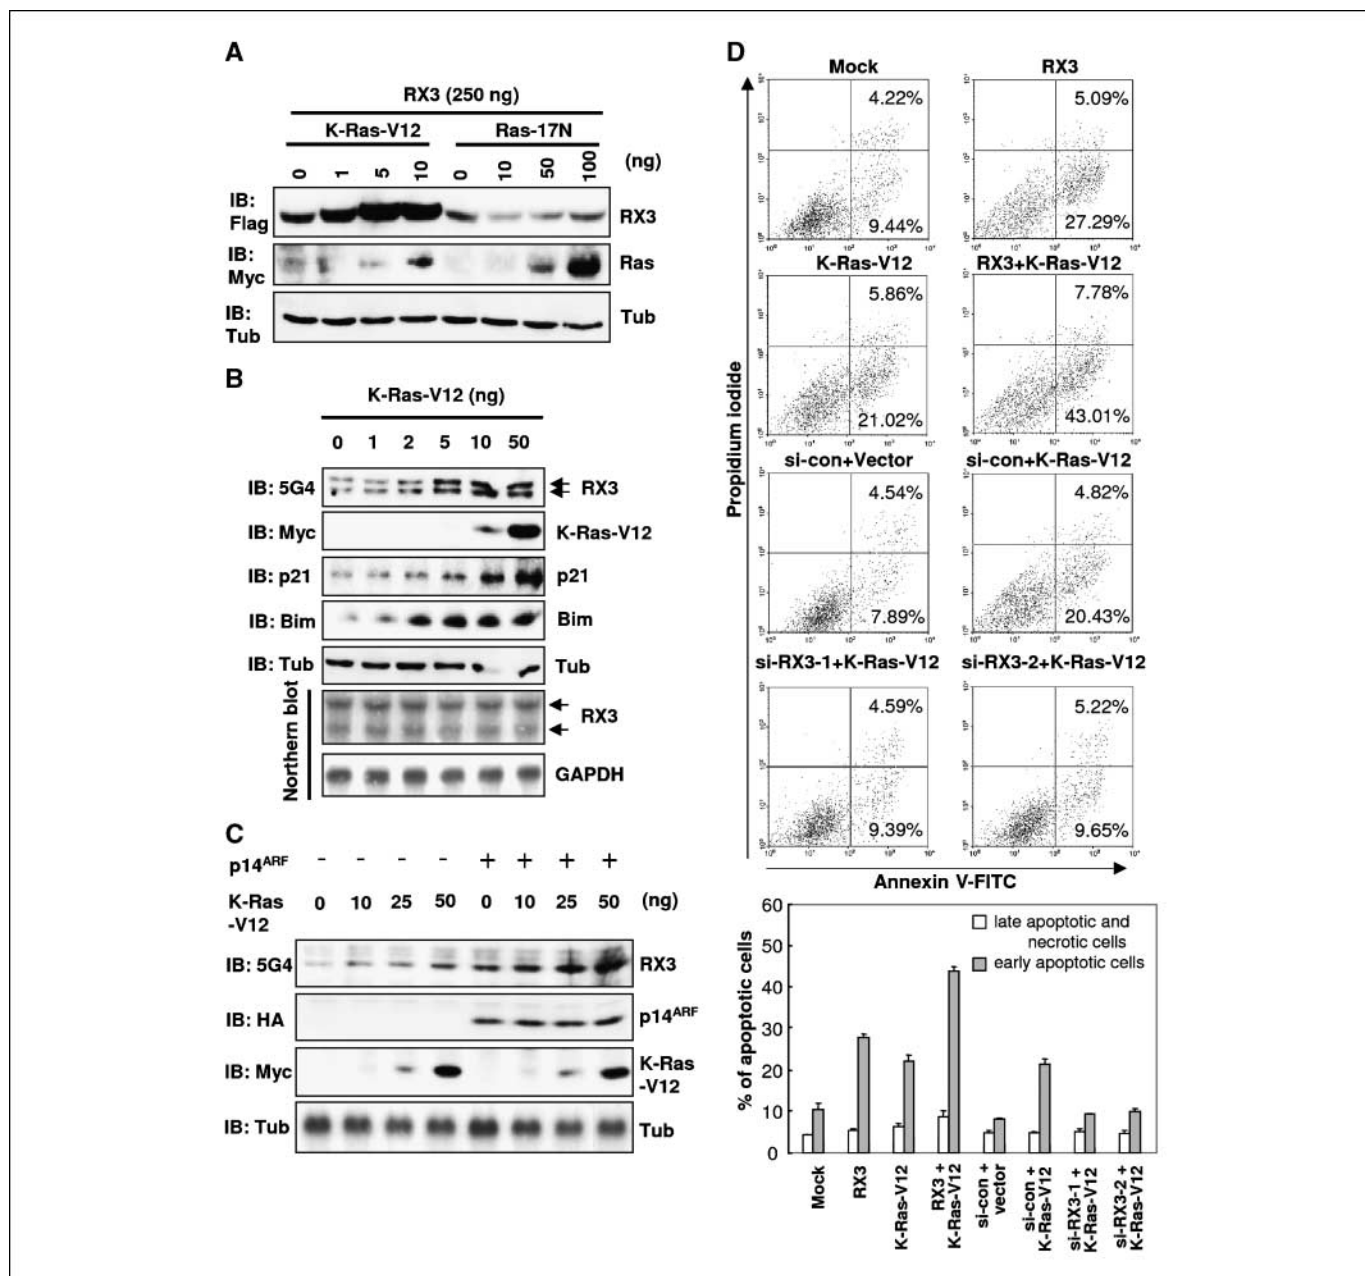 A
RX3 (250 ng)
K-Ras-V12 Ras-17N
0 1 5 10 0 10 50 100 (ng)
IB: Flag RX3
IB: Myc Ras
IB: Tub Tub
B
K-Ras-V12 (ng)
0 1 2 5 10 50
IB: 5G4 RX3
IB: Myc K-Ras-V12
IB: p21 p21
IB: Bim Bim
IB: Tub Tub
Northern blot
RX3
GAPDH
C
p14ARF - - - - + + + +
K-Ras -V12 0 10 25 50 0 10 25 50 (ng)
IB: 5G4 RX3
IB: HA p14ARF
IB: Myc K-Ras -V12
IB: Tub Tub
D
Mock RX3
4.22% 5.09%
9.44% 27.29%
K-Ras-V12 RX3+K-Ras-V12
5.86% 7.78%
21.02% 43.01%
si-con+Vector si-con+K-Ras-V12
4.54% 4.82%
7.89% 20.43%
si-RX3-1+K-Ras-V12 si-RX3-2+K-Ras-V12
4.59% 5.22%
9.39% 9.65%
Propidium iodide
Annexin V-FITC
% of apoptotic cells
60
50
40
30
20
10
0
late apoptotic and
necrotic cells
early apoptotic cells
Mock
RX3
K-Ras-V12
RX3 +
K-Ras-V12
si-con +
vector
si-con +
K-Ras-V12
si-RX3-1 +
K-Ras-V12
si-RX3-2 +
K-Ras-V12